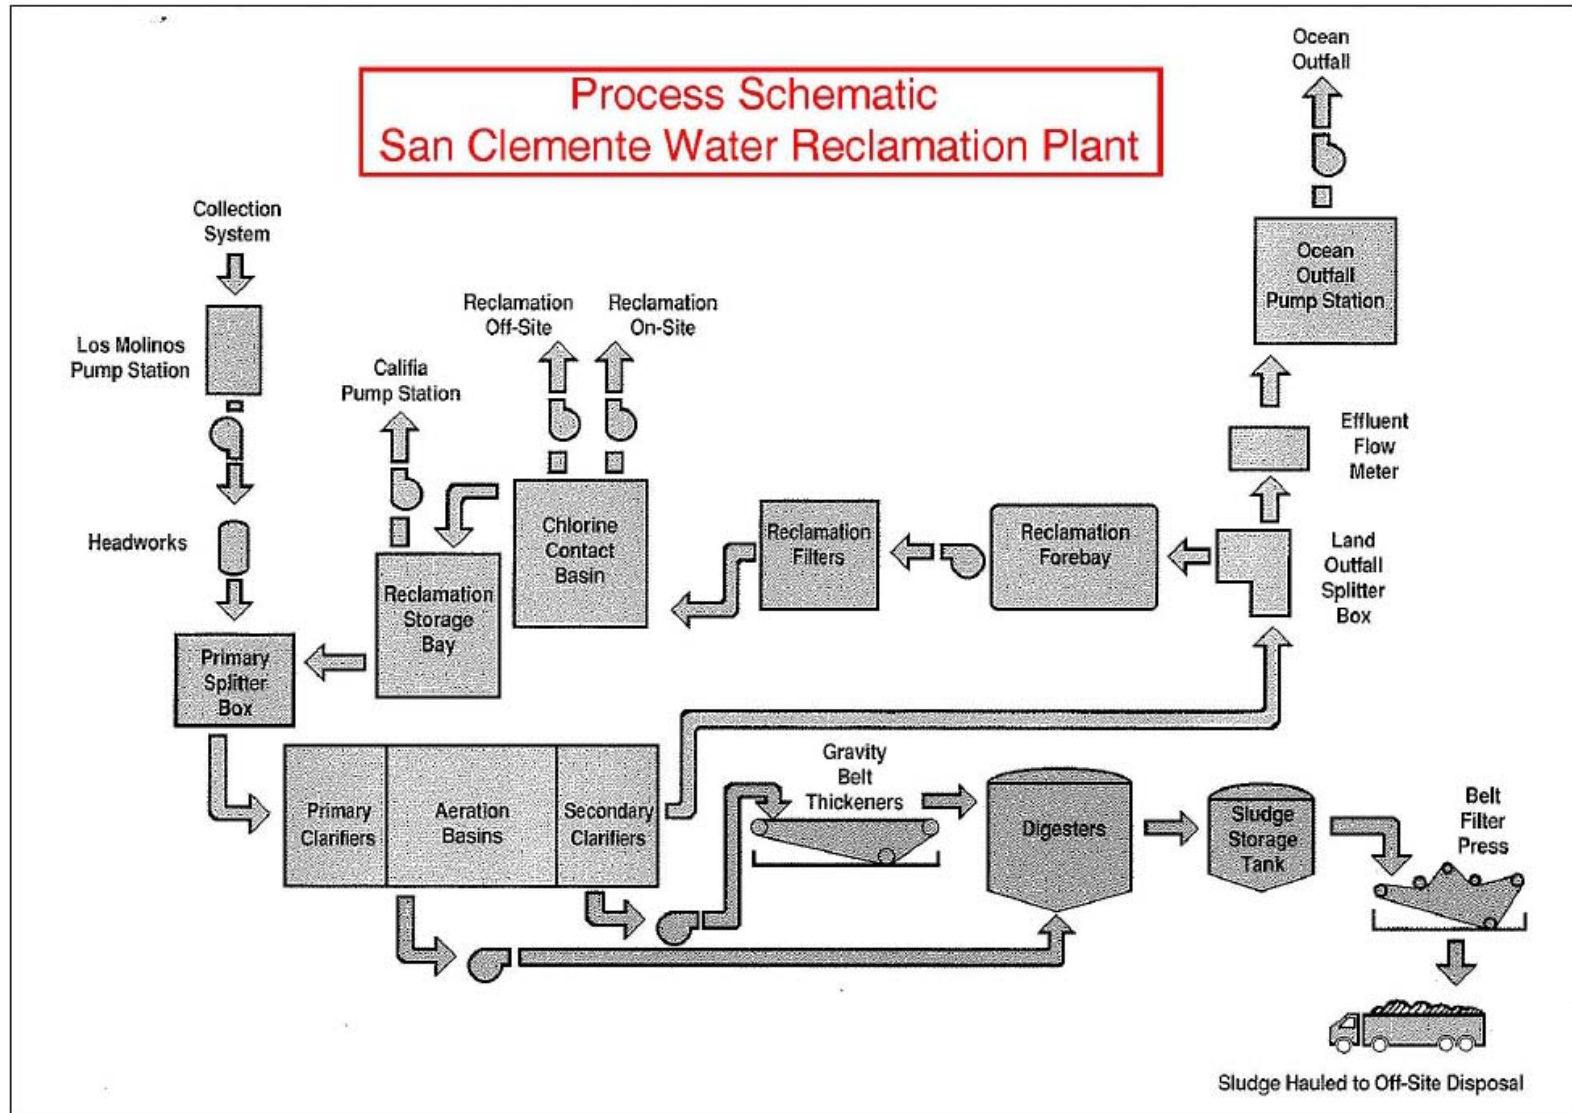 Process Schematic
San Clemente Water Reclamation Plant
Ocean
Outfall
Collection
System
Ocean
Outfall
Pump Station
Reclamation
Off-Site
Reclamation
On-Site
Los Molinos
Pump Station
Califia
Pump Station
Effluent
Flow
Meter
Headworks
Chlorine
Contact
Basin
Reclamation
Filters
Reclamation
Forebay
Land
Outfall
Splitter
Box
Reclamation
Storage
Bay
Primary
Splitter
Box
Primary
Clarifiers
Aeration
Basins
Secondary
Clarifiers
Gravity
Belt
Thickeners
Digesters
Sludge
Storage
Tank
Belt
Filter
Press
Sludge Hauled to Off-Site Disposal